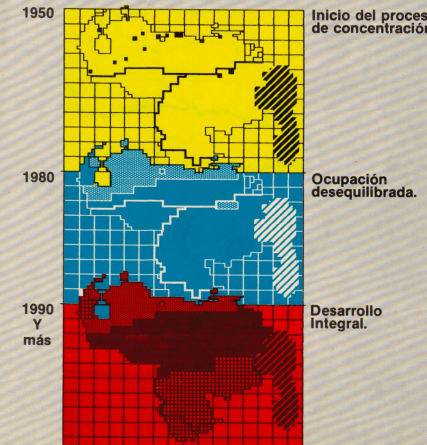 1950
Inicio del proces
de concentración
1980
Ocupación
desequilibrada.
1990
Y
más
Desarrollo
Integral.